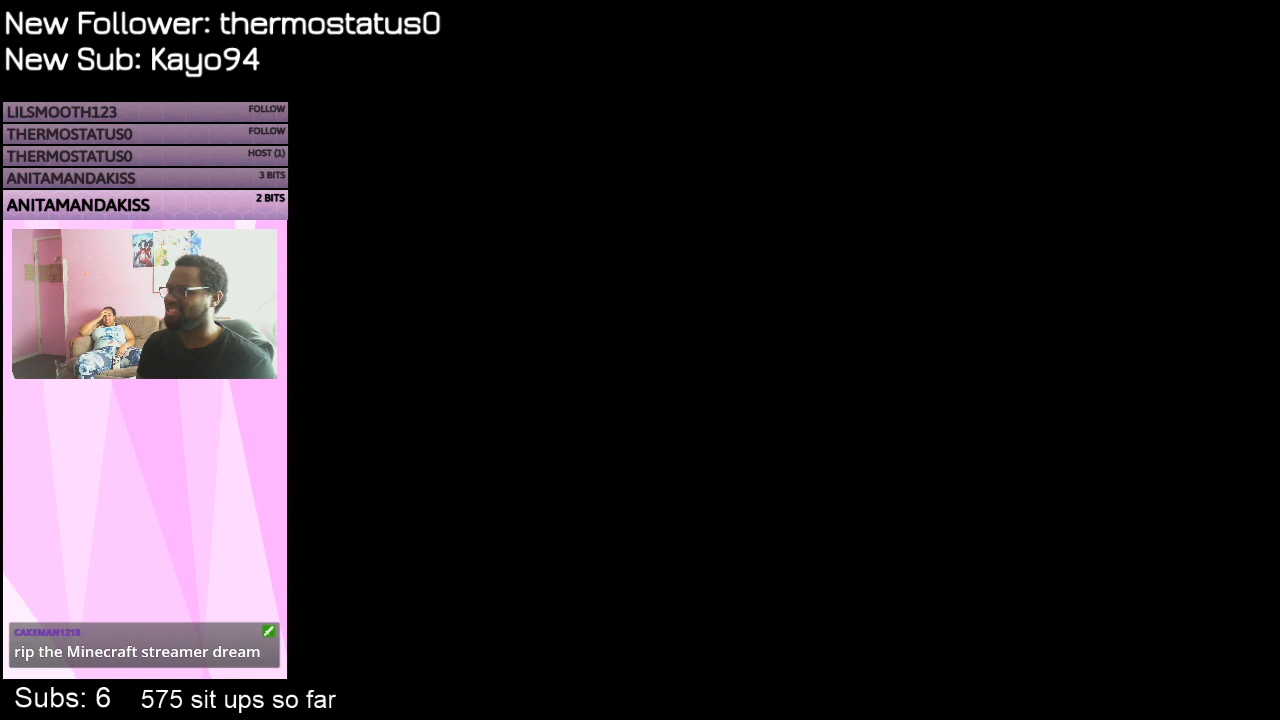 New Follower: thermostatus0
New Sub: Kayo94
LILSMOOTH123 FOLLOW
THERMOSTATUS0 FOLLOW
THERMOSTATUS0 HOST (1)
ANITAMANDAKISS 3 BITS
ANITAMANDAKISS 2 BITS
CAKEMAN1218
rip the Minecraft streamer dream
Subs: 6 575 sit ups so far